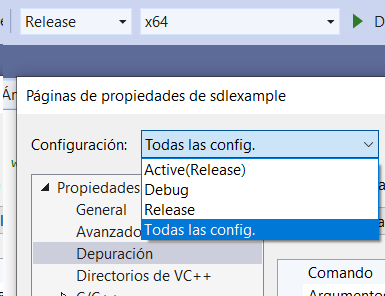 Release x64 D
Ár
Páginas de propiedades de sdlexample
Configuración: Todas las config.
Active(Release)
Debug
Release
Todas las config.
Propiedades
General
Avanzado
Depuración
Directorios de VC++
C/C++
Comando
Argumentos